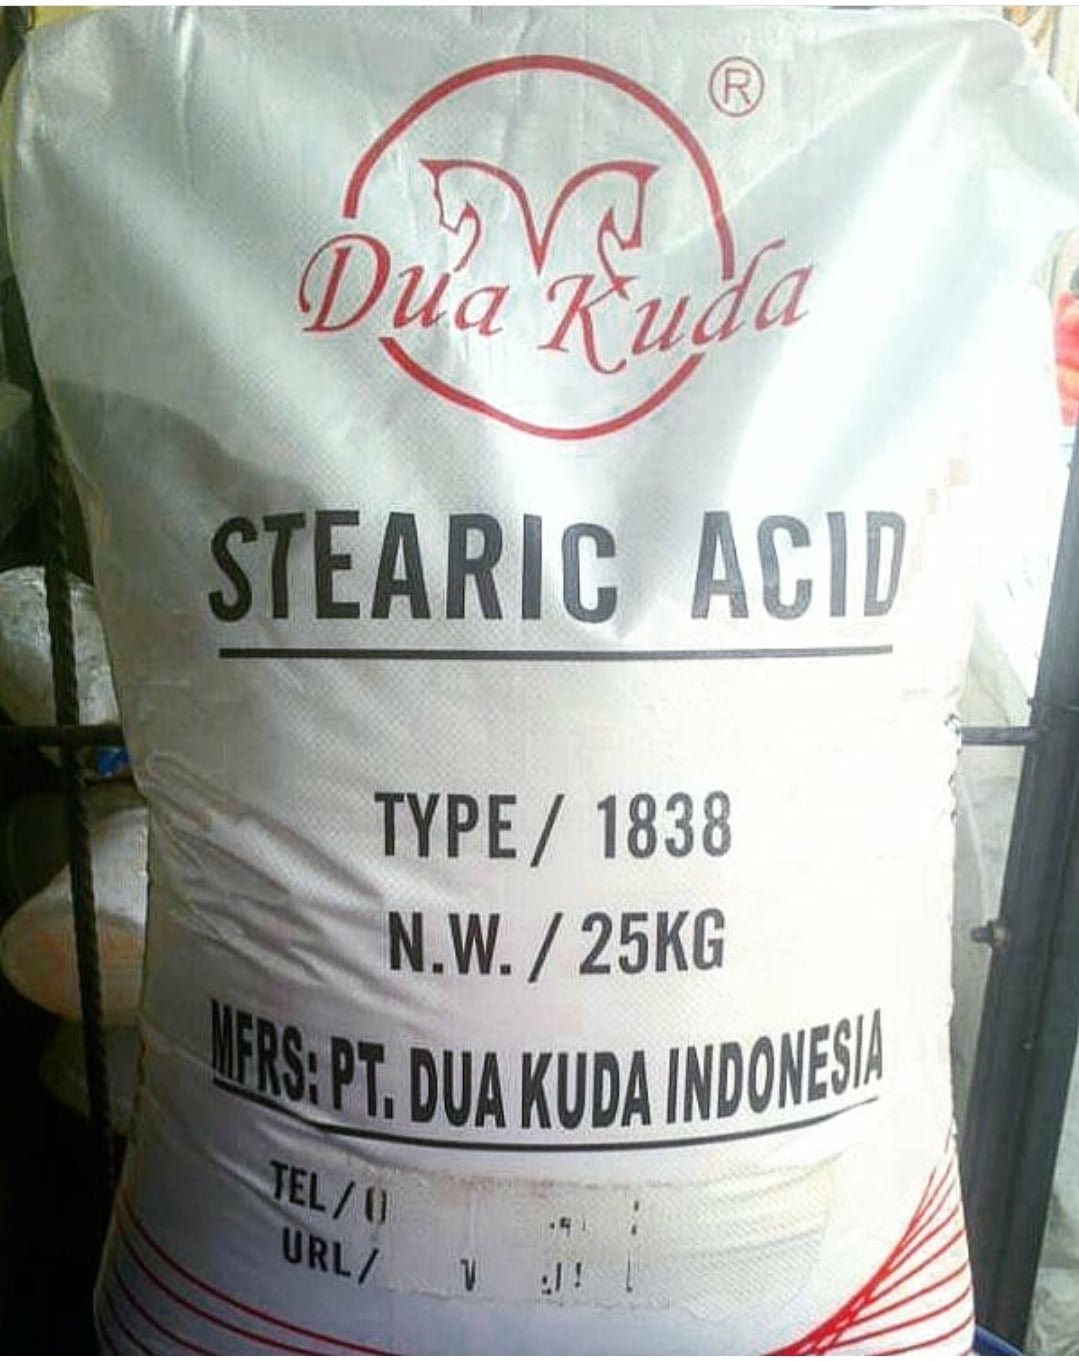 ®
Dua Kuda
STEARIC ACID
TYPE / 1838
N.W. / 25KG
MFRS: PT. DUA KUDA INDONESIA
TEL /
URL /